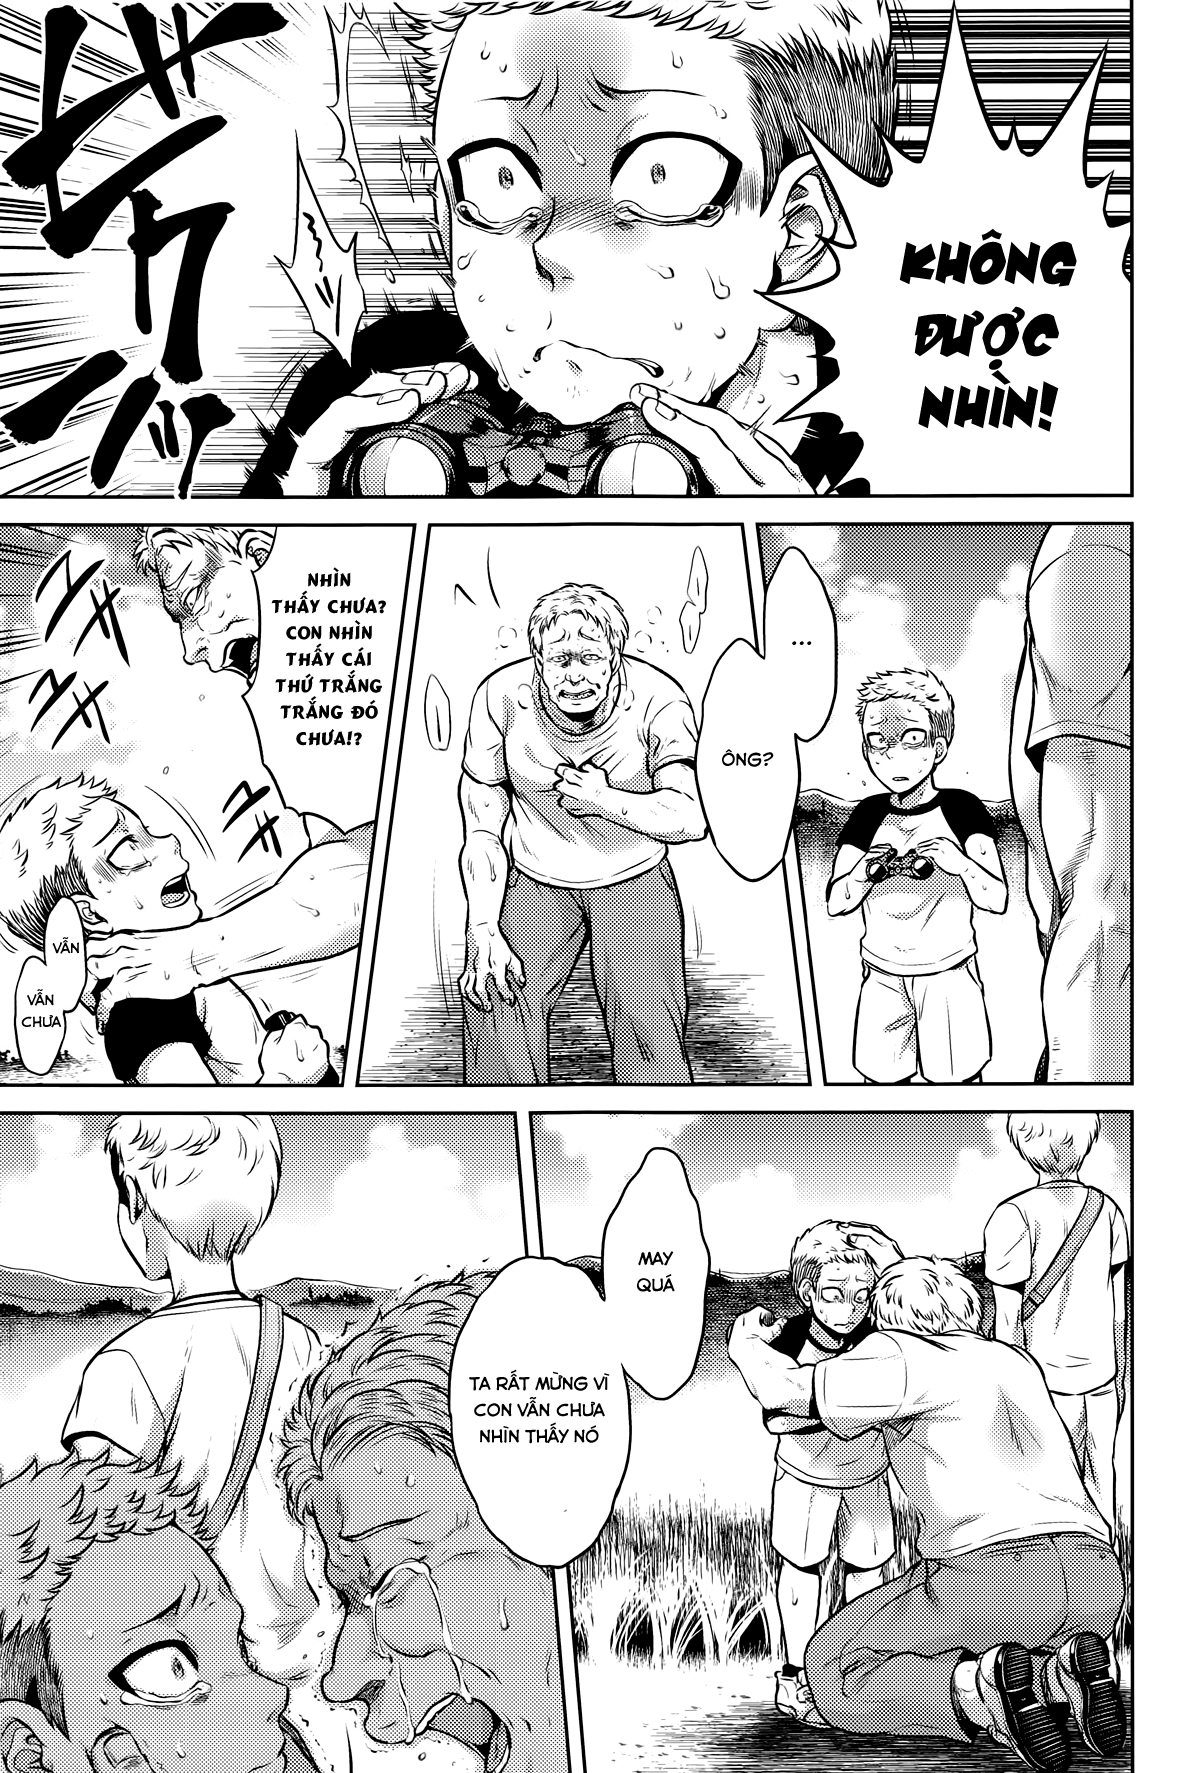 KHÔNG
ĐƯỢC
NHÌN!
...
ÔNG?
NHÌN
THẤY CHƯA?
CON NHÌN
THẤY CÁI
THỨ TRẮNG
TRẮNG ĐÓ
CHƯA!?
VẪN
VẪN
CHƯA
MAY
QUÁ
TA RẤT MỪNG VÌ
CON VẪN CHƯA
NHÌN THẤY NÓ